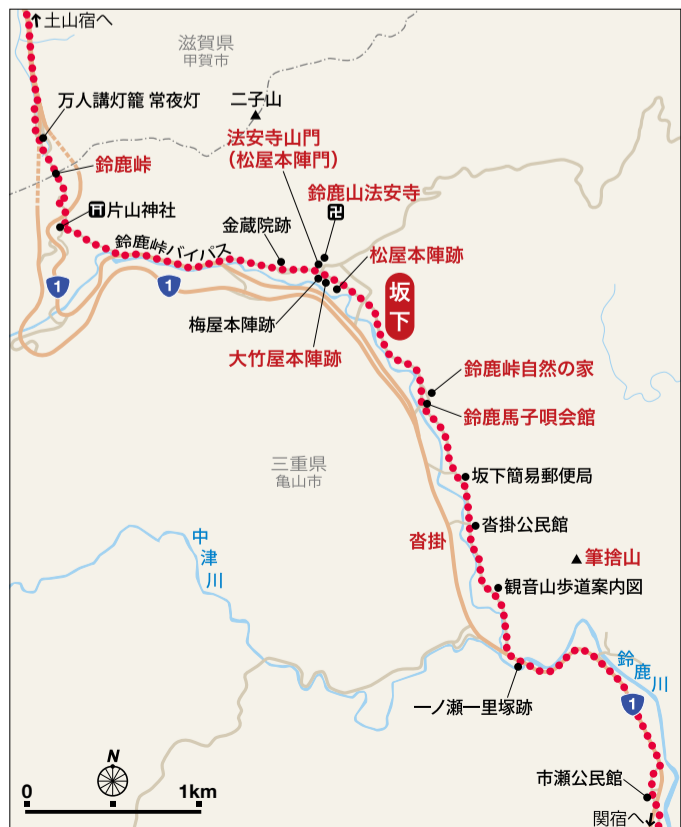 ↑土山宿へ
滋賀県
甲賀市
万人講灯籠 常夜灯
二子山
法安寺山門
(松屋本陣門)
鈴鹿峠
鈴鹿山法安寺
片山神社
金蔵院跡
鈴鹿峠バイパス
松屋本陣跡
1
1
坂下
梅屋本陣跡
大竹屋本陣跡
鈴鹿峠自然の家
鈴鹿馬子唄会館
三重県
亀山市
坂下簡易郵便局
沓掛公民館
沓掛
筆捨山
中津川
観音山歩道案内図
鈴鹿川
一ノ瀬一里塚跡
1
N
0
1km
市瀬公民館
関宿へ↓